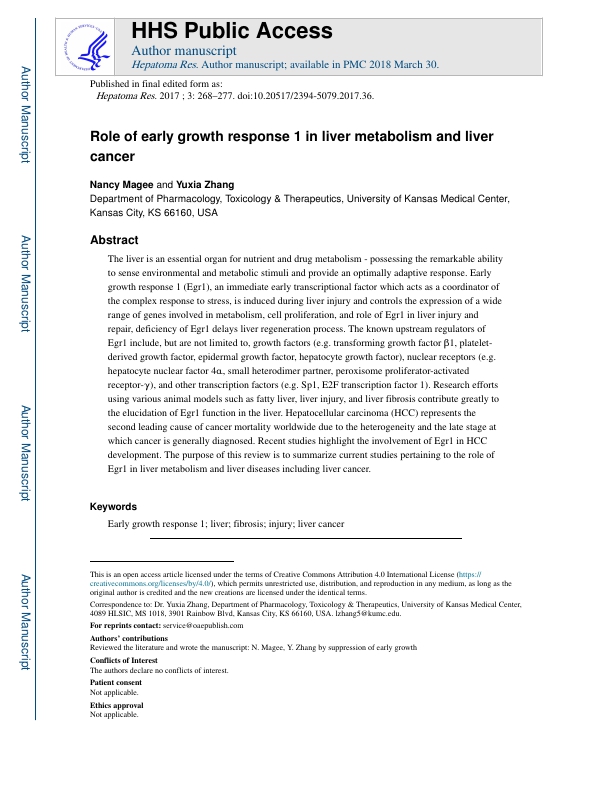 HHS Public Access
Author manuscript
Hepatoma Res. Author manuscript; available in PMC 2018 March 30.
Published in final edited form as:
Hepatoma Res. 2017 ; 3: 268–277. doi:10.20517/2394-5079.2017.36.
Role of early growth response 1 in liver metabolism and liver
cancer
Nancy Magee and Yuxia Zhang
Department of Pharmacology, Toxicology & Therapeutics, University of Kansas Medical Center,
Kansas City, KS 66160, USA
Abstract
The liver is an essential organ for nutrient and drug metabolism - possessing the remarkable ability
to sense environmental and metabolic stimuli and provide an optimally adaptive response. Early
growth response 1 (Egr1), an immediate early transcriptional factor which acts as a coordinator of
the complex response to stress, is induced during liver injury and controls the expression of a wide
range of genes involved in metabolism, cell proliferation, and role of Egr1 in liver injury and
repair, deficiency of Egr1 delays liver regeneration process. The known upstream regulators of
Egr1 include, but are not limited to, growth factors (e.g. transforming growth factor β1, platelet-
derived growth factor, epidermal growth factor, hepatocyte growth factor), nuclear receptors (e.g.
hepatocyte nuclear factor 4α, small heterodimer partner, peroxisome proliferator-activated
receptor-γ), and other transcription factors (e.g. Sp1, E2F transcription factor 1). Research efforts
using various animal models such as fatty liver, liver injury, and liver fibrosis contribute greatly to
the elucidation of Egr1 function in the liver. Hepatocellular carcinoma (HCC) represents the
second leading cause of cancer mortality worldwide due to the heterogeneity and the late stage at
which cancer is generally diagnosed. Recent studies highlight the involvement of Egr1 in HCC
development. The purpose of this review is to summarize current studies pertaining to the role of
Egr1 in liver metabolism and liver diseases including liver cancer.
Keywords
Early growth response 1; liver; fibrosis; injury; liver cancer
This is an open access article licensed under the terms of Creative Commons Attribution 4.0 International License (https://
creativecommons.org/licenses/by/4.0/), which permits unrestricted use, distribution, and reproduction in any medium, as long as the
original author is credited and the new creations are licensed under the identical terms.
Correspondence to: Dr. Yuxia Zhang, Department of Pharmacology, Toxicology & Therapeutics, University of Kansas Medical Center,
4089 HLSIC, MS 1018, 3901 Rainbow Blvd, Kansas City, KS 66160, USA. lzhang5@kumc.edu.
For reprints contact: service@oaepublish.com
Authors' contributions
Reviewed the literature and wrote the manuscript: N. Magee, Y. Zhang by suppression of early growth
Conflicts of Interest
The authors declare no conflicts of interest.
Patient consent
Not applicable.
Ethics approval
Not applicable.
Author Manuscript
Author Manuscript
Author Manuscript
Author Manuscript